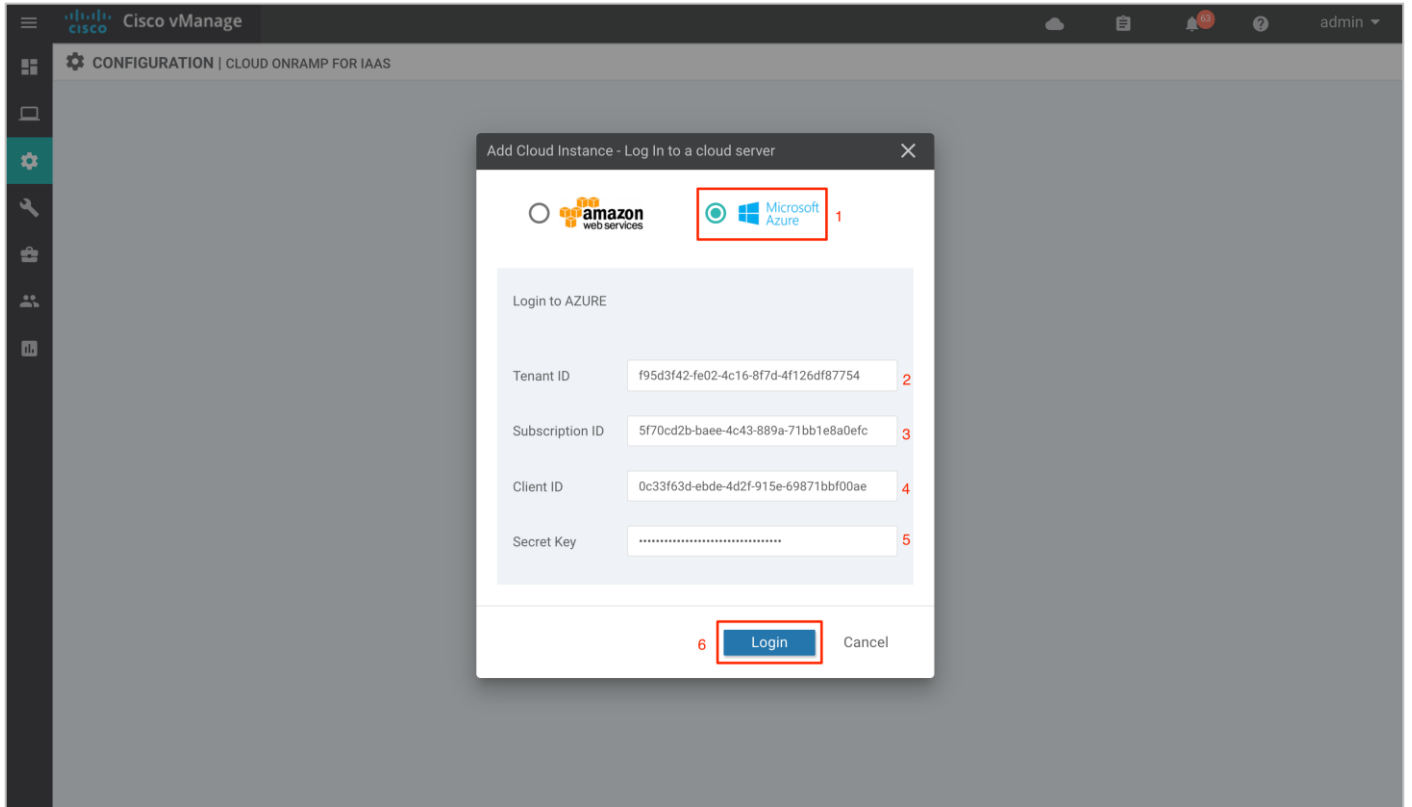 cisco Cisco vManage 63 admin
CONFIGURATION | CLOUD ONRAMP FOR IAAS
Add Cloud Instance - Log In to a cloud server
amazon
web services
Microsoft
Azure
1
Login to AZURE
Tenant ID f95d3f42-fe02-4c16-8f7d-4f126df87754 2
Subscription ID 5f70cd2b-baee-4c43-889a-71bb1e8a0efc 3
Client ID 0c33f63d-ebde-4d2f-915e-69871bbf00ae 4
Secret Key ································· 5
6 Login Cancel